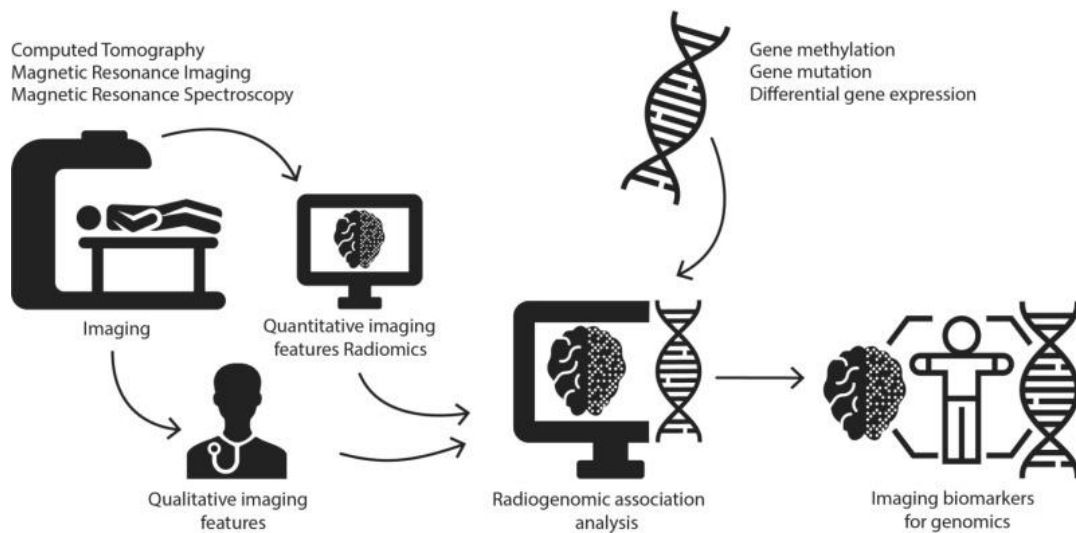 Computed Tomography
Magnetic Resonance Imaging
Magnetic Resonance Spectroscopy
Gene methylation
Gene mutation
Differential gene expression
Imaging
Quantitative imaging
features Radiomics
Qualitative imaging
features
Radiogenomic association
analysis
Imaging biomarkers
for genomics